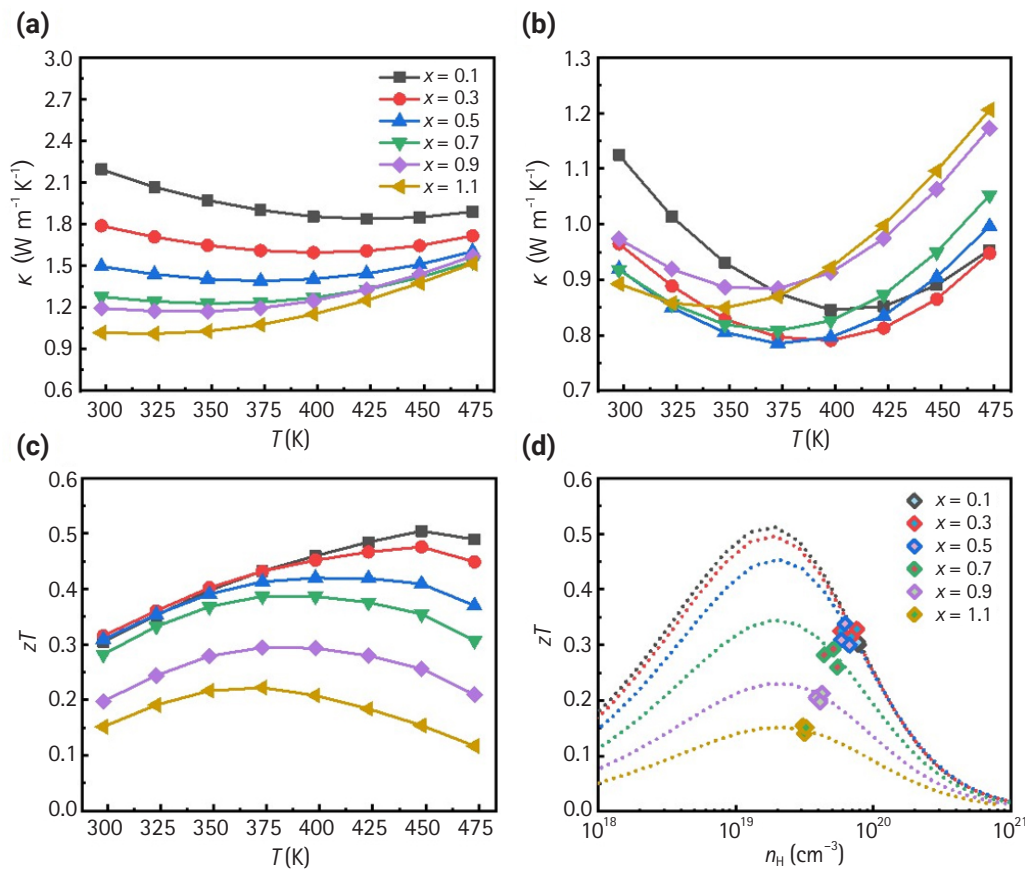 (a)
κ (W m⁻¹ K⁻¹)
3.0
2.7
2.4
2.1
1.8
1.5
1.2
0.9
0.6
x = 0.1
x = 0.3
x = 0.5
x = 0.7
x = 0.9
x = 1.1
300 325 350 375 400 425 450 475
T (K)
(b)
κ (W m⁻¹ K⁻¹)
1.3
1.2
1.1
1.0
0.9
0.8
0.7
300 325 350 375 400 425 450 475
T (K)
(c)
zT
0.6
0.5
0.4
0.3
0.2
0.1
0.0
300 325 350 375 400 425 450 475
T (K)
(d)
zT
0.6
0.5
0.4
0.3
0.2
0.1
0.0
x = 0.1
x = 0.3
x = 0.5
x = 0.7
x = 0.9
x = 1.1
10¹⁸ 10¹⁹ 10²⁰ 10²¹
n_H (cm⁻³)